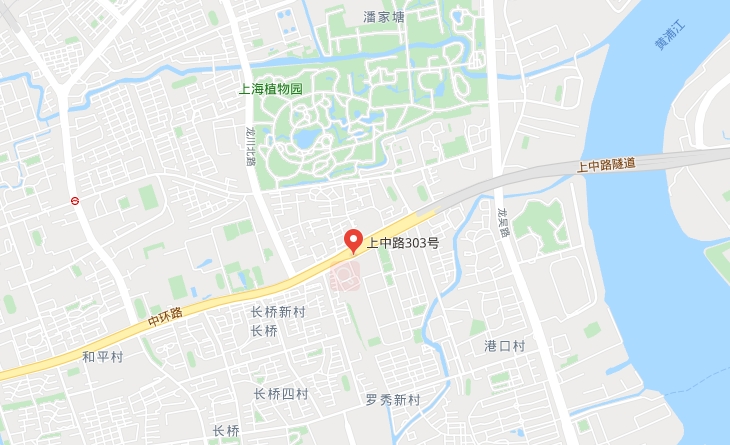 潘家塘
黄浦江
上海植物园
龙川北路
上中路隧道
龙吴路
上中路303号
中环路
长桥新村
长桥
港口村
和平村
长桥四村
罗秀新村
长桥